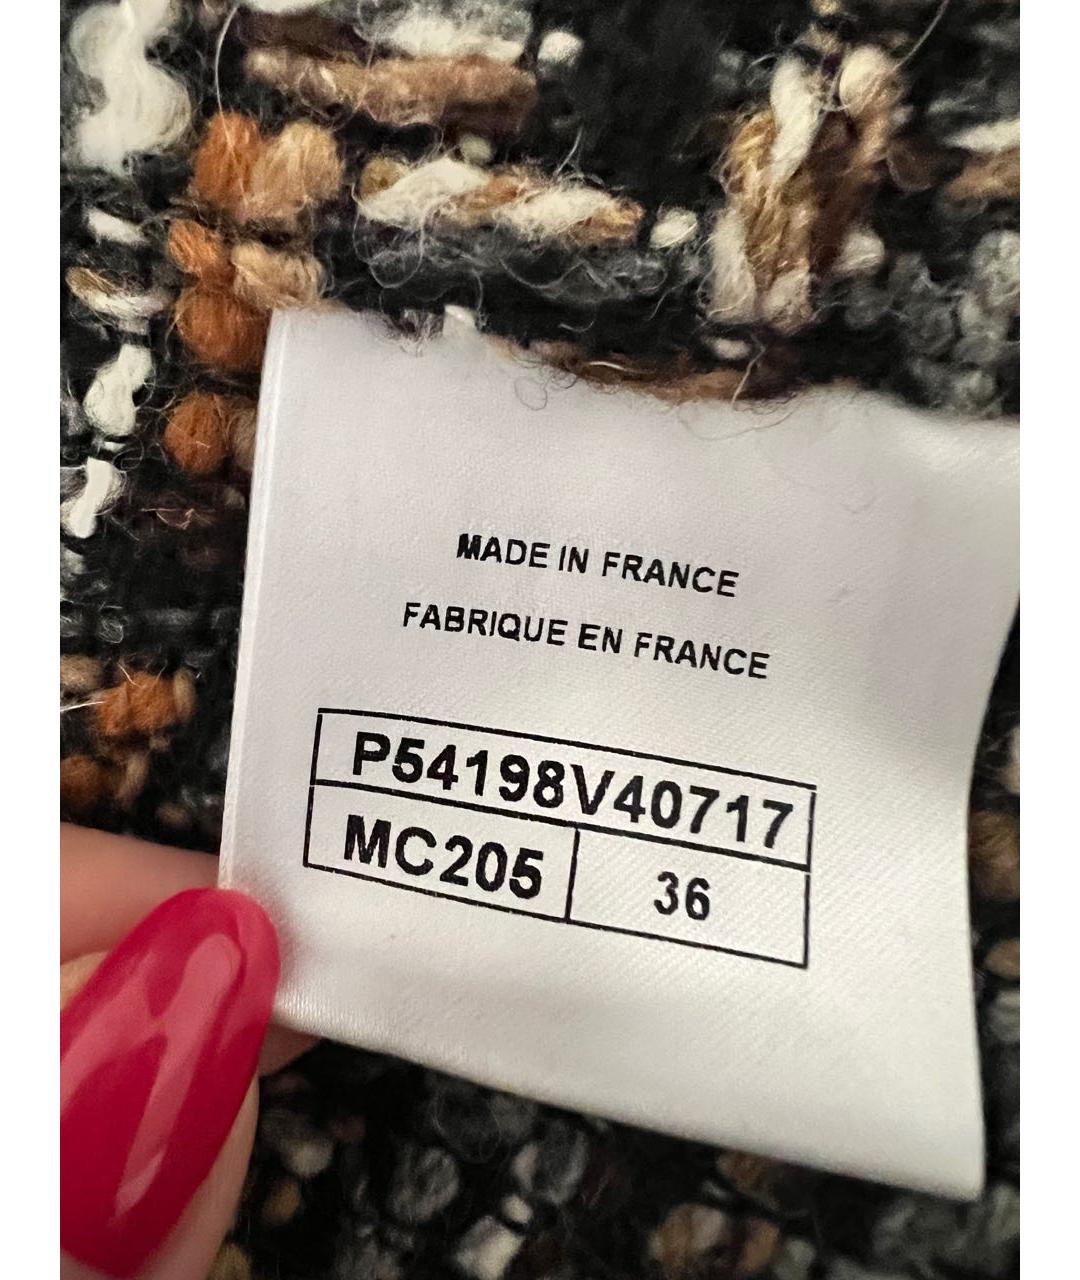 MADE IN FRANCE
FABRIQUE EN FRANCE
P54198V40717
MC205 36